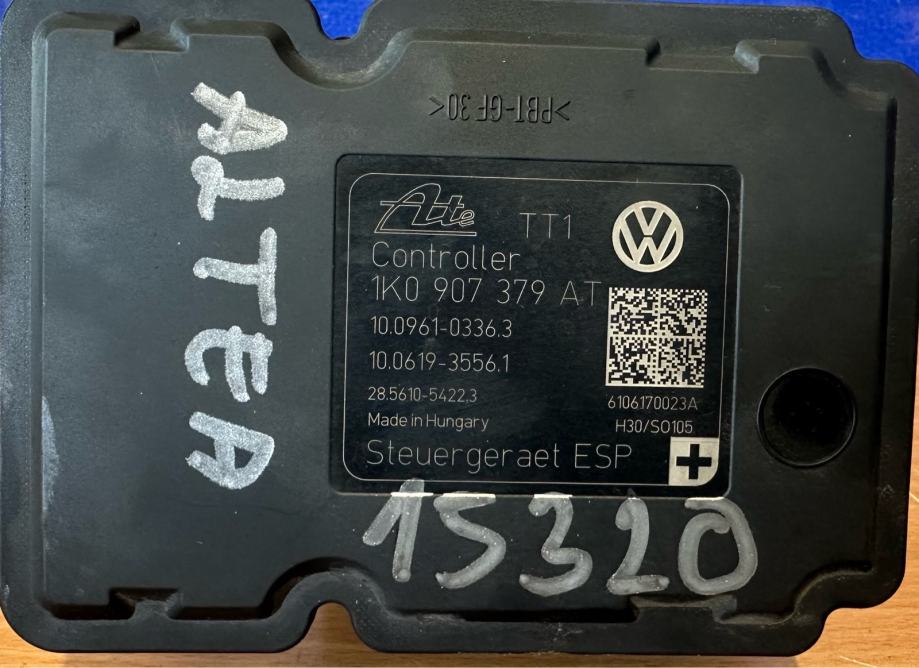 >PBT-GF 30<
ALTEA
Ate TT1
VW
Controller
1K0 907 379 AT
10.0961-0336.3
10.0619-3556.1
28.5610-5422.3
6106170023A
Made in Hungary
H30/SO105
Steuergeraet ESP
15320